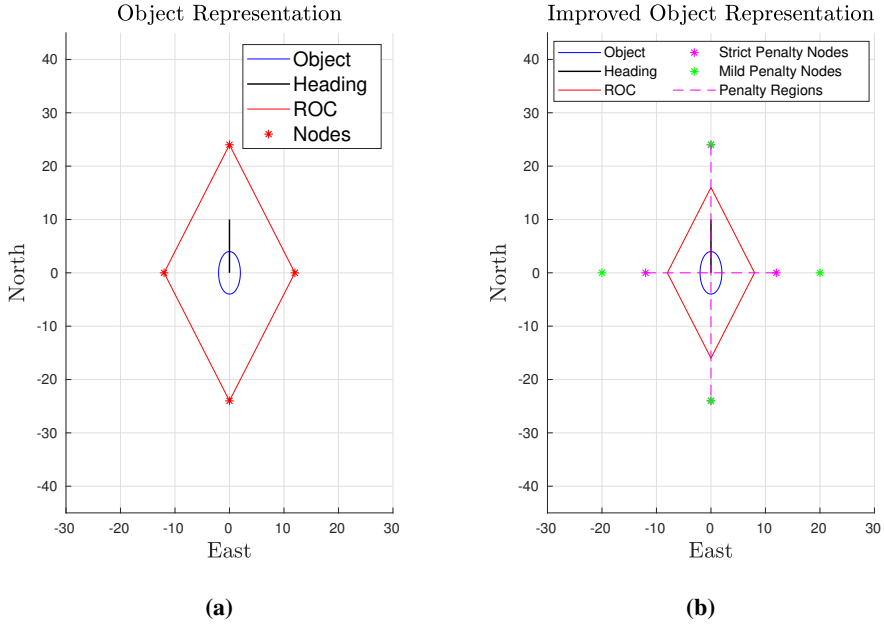 Object Representation
Object
Heading
ROC
Nodes
40
30
20
10
0
-10
-20
-30
-40
North
-30 -20 -10 0 10 20 30
East
(a)
Improved Object Representation
Object Strict Penalty Nodes
Heading Mild Penalty Nodes
ROC Penalty Regions
40
30
20
10
0
-10
-20
-30
-40
North
-30 -20 -10 0 10 20 30
East
(b)